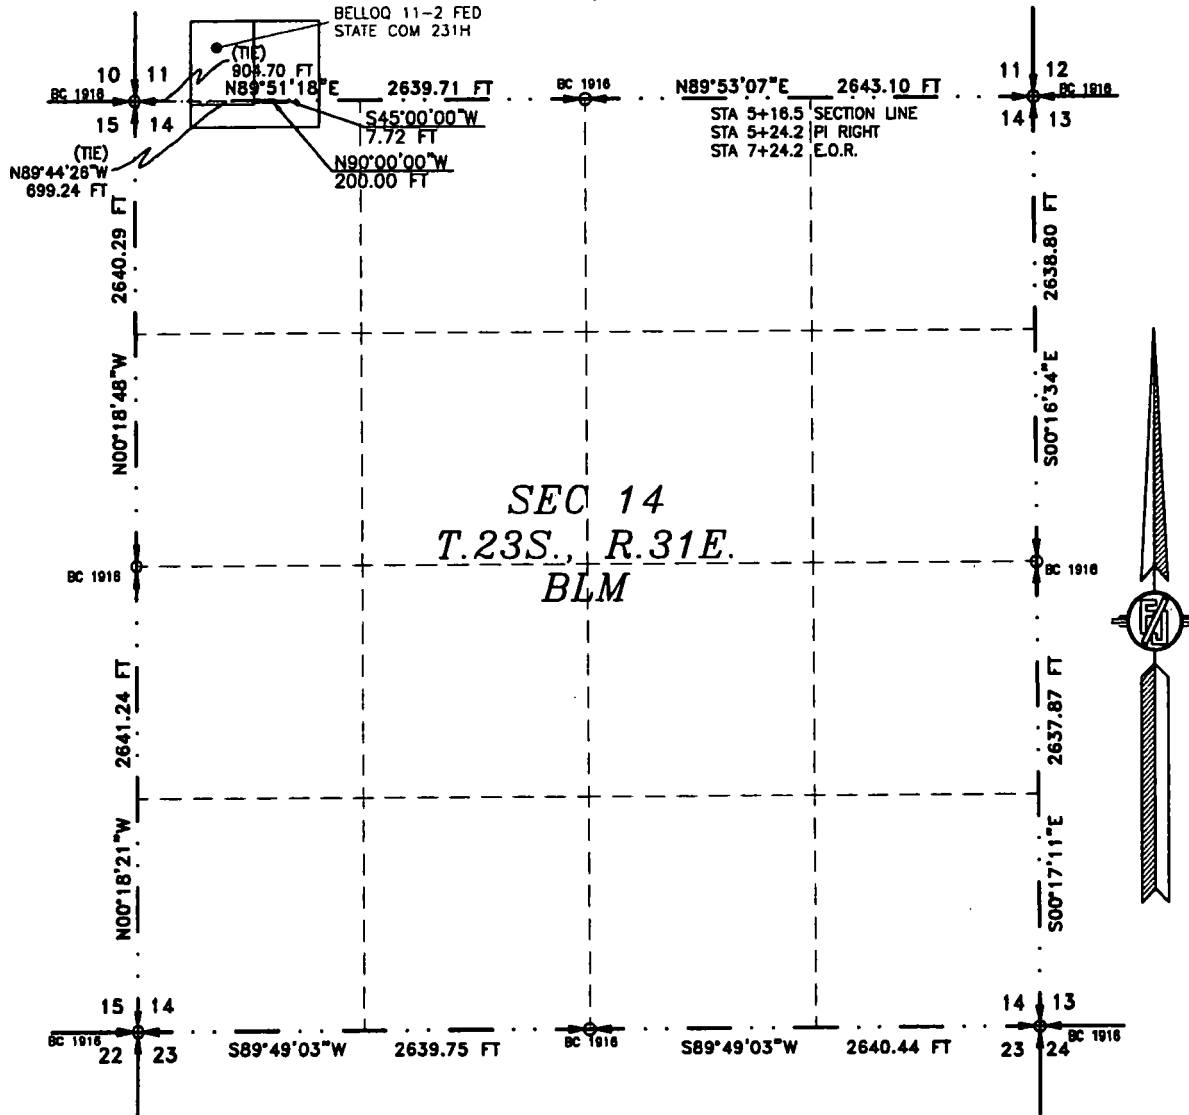 BELLOQ 11-2 FED
STATE COM 231H
(TIE)
904.70 FT
10 11
11 12
BC 1916
N89°51'18"E 2639.71 FT
BC 1916
N89°53'07"E 2643.10 FT
BC 1916
15 14
14 13
S45°00'00"W
7.72 FT
STA 5+16.5 SECTION LINE
STA 5+24.2 PI RIGHT
STA 7+24.2 E.O.R.
(TIE)
N89°44'28"W
699.24 FT
N90°00'00"W
200.00 FT
2640.29 FT
N00°18'48"W
2638.80 FT
S00°16'34"E
SEC 14
T.23S., R.31E.
BLM
BC 1916
BC 1916
2641.24 FT
N00°18'21"W
2637.87 FT
S00°17'11"E
15 14
14 13
BC 1916
BC 1916
BC 1916
22 23
S89°49'03"W 2639.75 FT
S89°49'03"W 2640.44 FT
23 24